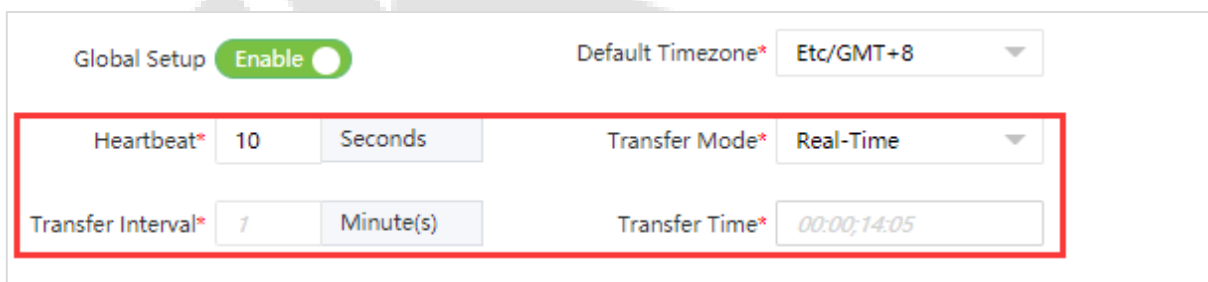 Global Setup Enable Default Timezone* Etc/GMT+8
Heartbeat* 10 Seconds Transfer Mode* Real-Time
Transfer Interval* 1 Minute(s) Transfer Time* 00:00;14:05